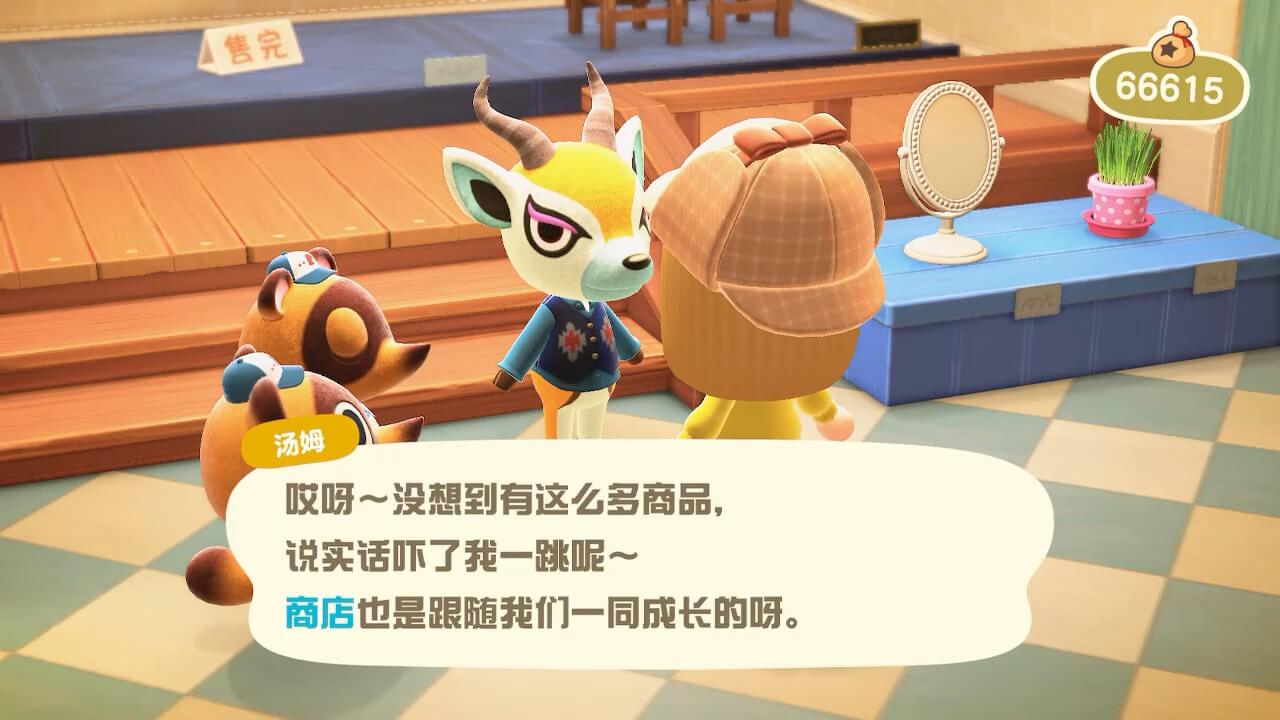 售完
66615
汤姆
哎呀～没想到有这么多商品，
说实话吓了我一跳呢～
商店也是跟随我们一同成长的呀。